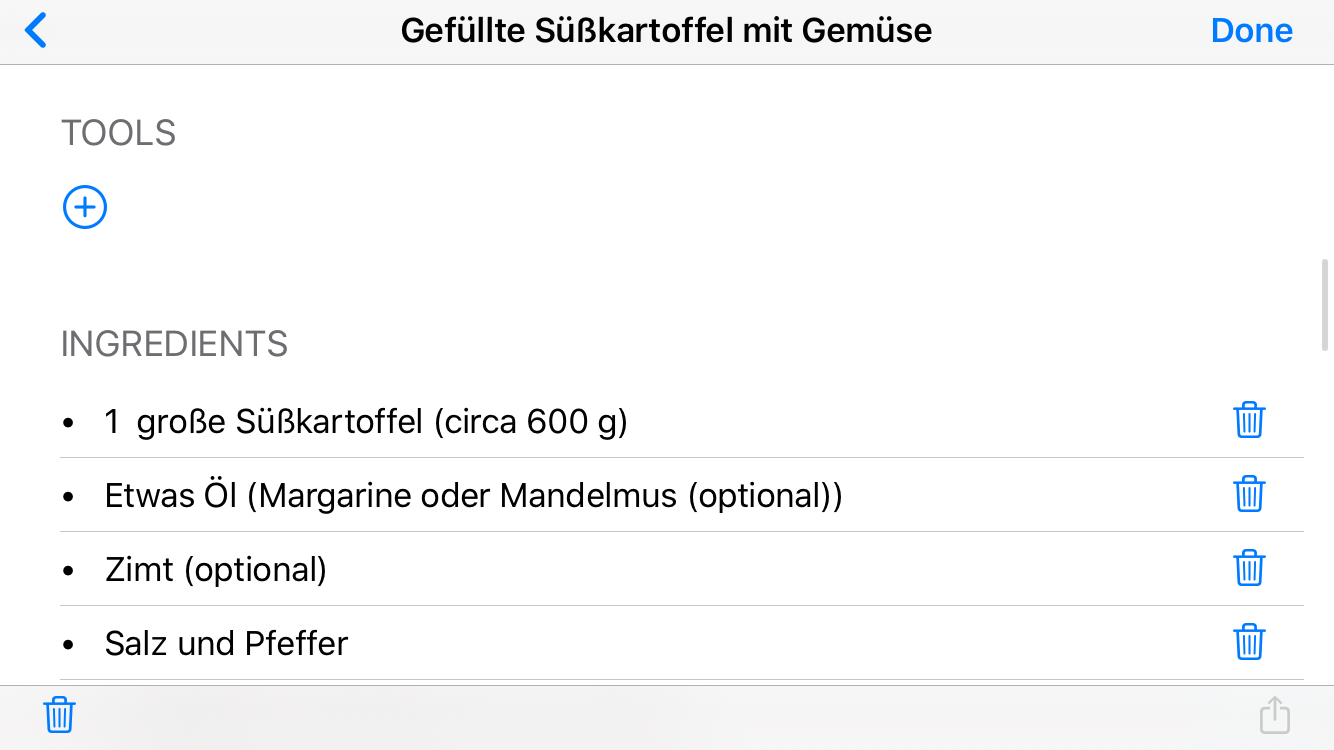 Gefüllte Süßkartoffel mit Gemüse
Done
TOOLS
INGREDIENTS
• 1 große Süßkartoffel (circa 600 g)
• Etwas Öl (Margarine oder Mandelmus (optional))
• Zimt (optional)
• Salz und Pfeffer